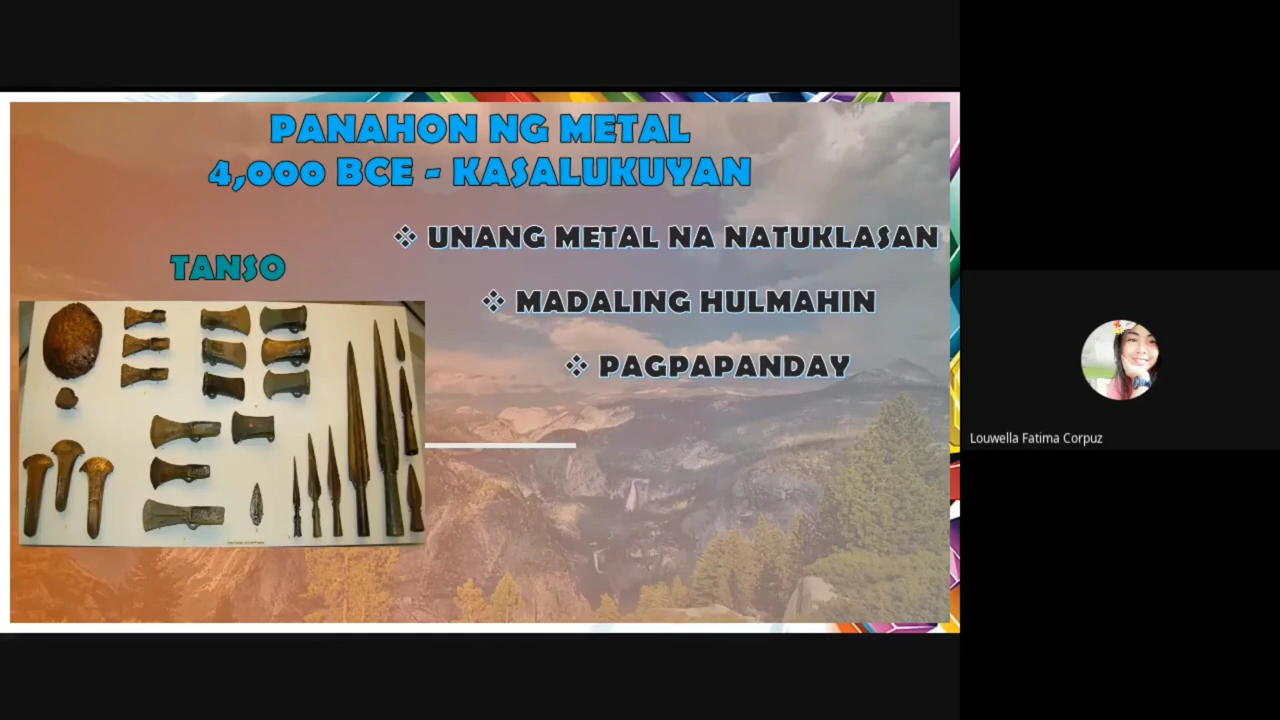 PANAHON NG METAL
4,000 BCE - KASALUKUYAN
❖ UNANG METAL NA NATUKLASAN
TANSO
❖ MADALING HULMAHIN
❖ PAGPAPANDAY
Louwella Fatima Corpuz